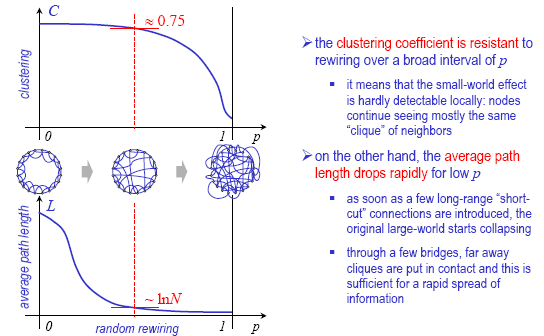 C
≈ 0.75
clustering
0
1
p
L
average path length
~ lnN
0
1
p
random rewiring
➢ the clustering coefficient is resistant to
rewiring over a broad interval of p
▪ it means that the small-world effect
is hardly detectable locally: nodes
continue seeing mostly the same
“clique” of neighbors
➢ on the other hand, the average path
length drops rapidly for low p
▪ as soon as a few long-range “short-
cut” connections are introduced, the
original large-world starts collapsing
▪ through a few bridges, far away
cliques are put in contact and this is
sufficient for a rapid spread of
information